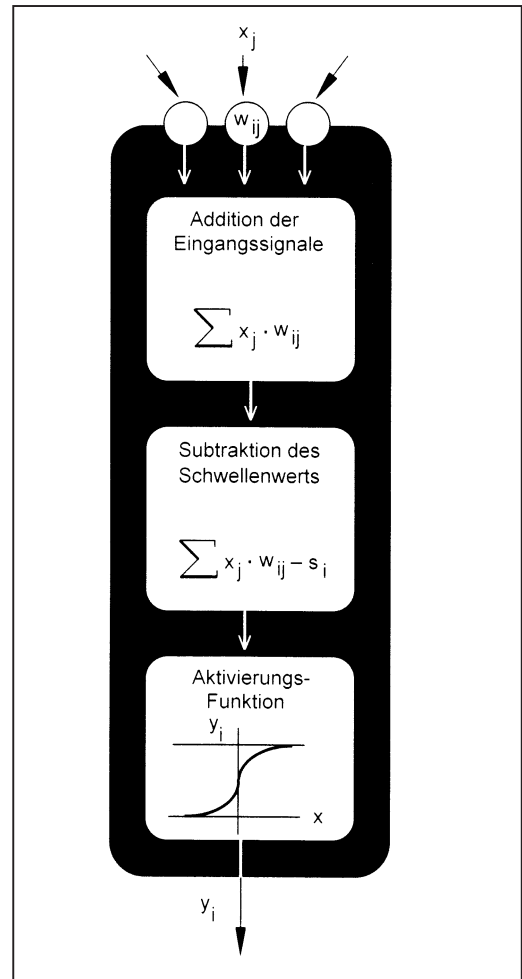 x_j
w_ij
Addition der
Eingangssignale
∑ x_j · w_ij
Subtraktion des
Schwellenwerts
∑ x_j · w_ij – s_i
Aktivierungs-
Funktion
y_i
x
y_i